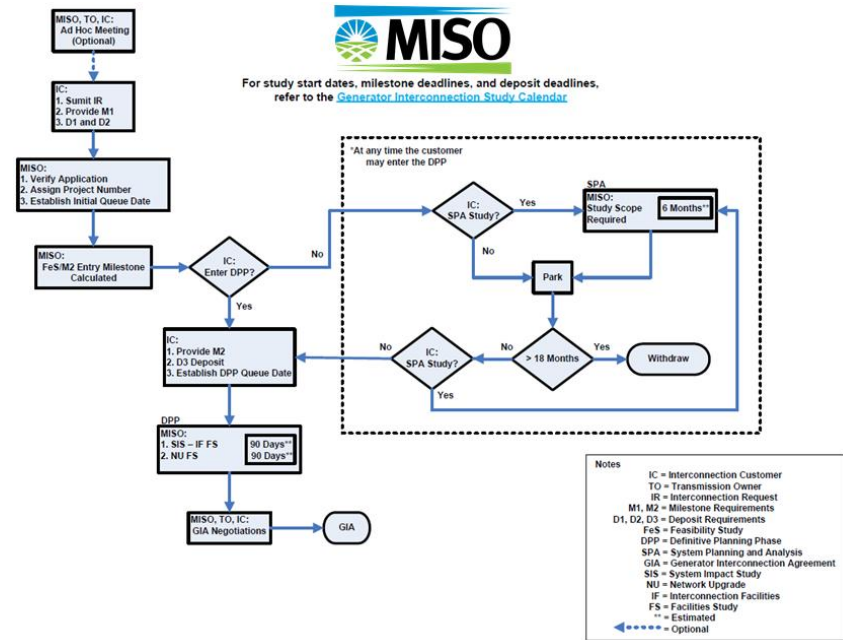 MISO, TO, IC:
Ad Hoc Meeting
(Optional)
MISO
For study start dates, milestone deadlines, and deposit deadlines,
refer to the Generator Interconnection Study Calendar
IC:
1. Sumit IR
2. Provide M1
3. D1 and D2
MISO:
1. Verify Application
2. Assign Project Number
3. Establish Initial Queue Date
MISO:
FeS/M2 Entry Milestone
Calculated
IC:
Enter DPP?
No
Yes
*At any time the customer
may enter the DPP
IC:
SPA Study?
Yes
No
SPA
MISO:
Study Scope
Required
6 Months**
Park
> 18 Months
Yes
No
Withdraw
IC:
SPA Study?
No
Yes
IC:
1. Provide M2
2. D3 Deposit
3. Establish DPP Queue Date
DPP
MISO:
1. SIS – IF FS
2. NU FS
90 Days**
90 Days**
MISO, TO, IC:
GIA Negotiations
GIA
Notes
IC = Interconnection Customer
TO = Transmission Owner
IR = Interconnection Request
M1, M2 = Milestone Requirements
D1, D2, D3 = Deposit Requirements
FeS = Feasibility Study
DPP = Definitive Planning Phase
SPA = System Planning and Analysis
GIA = Generator Interconnection Agreement
SIS = System Impact Study
NU = Network Upgrade
IF = Interconnection Facilities
FS = Facilities Study
** = Estimated
= Optional